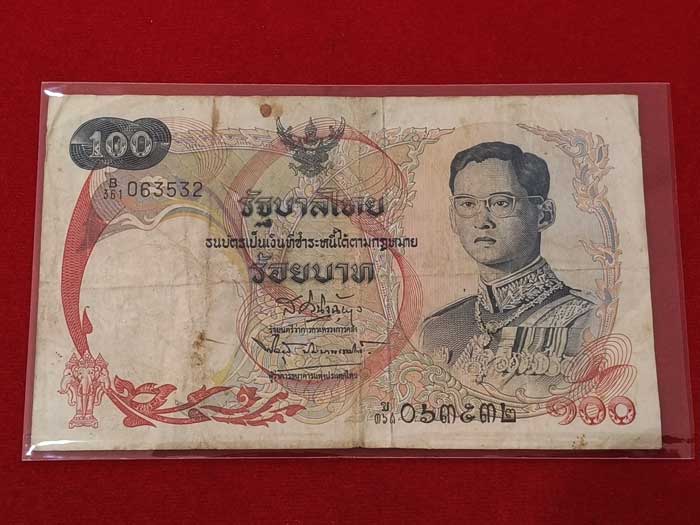 100
B/361 063532
รัฐบาลไทย
ธนบัตรเป็นเงินที่ชำระหนี้ได้ตามกฎหมาย
ร้อยบาท
รัฐมนตรีว่าการกระทรวงการคลัง
ผู้ว่าการธนาคารแห่งประเทศไทย
๐๖๓๕๓๒
๑๐๐